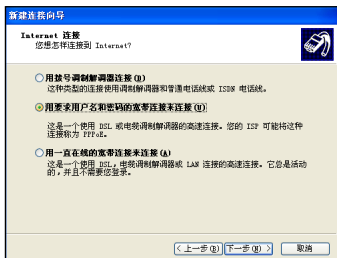 新建连接向导
Internet 连接
您想怎样连接到 Internet?
用拨号调制解调器连接(D)
这种类型的连接使用调制解调器和普通电话线或 ISDN 电话线。
用要求用户名和密码的宽带连接来连接(U)
这是一个使用 DSL 或电缆调制解调器的高速连接。您的 ISP 可能将这种
连接称为 PPPoE。
用一直在线的宽带连接来连接(A)
这是一个使用 DSL，电缆调制解调器或 LAN 连接的高速连接。它总是活动
的，并且不需要您登录。
<上一步(B) 下一步(N)> 取消